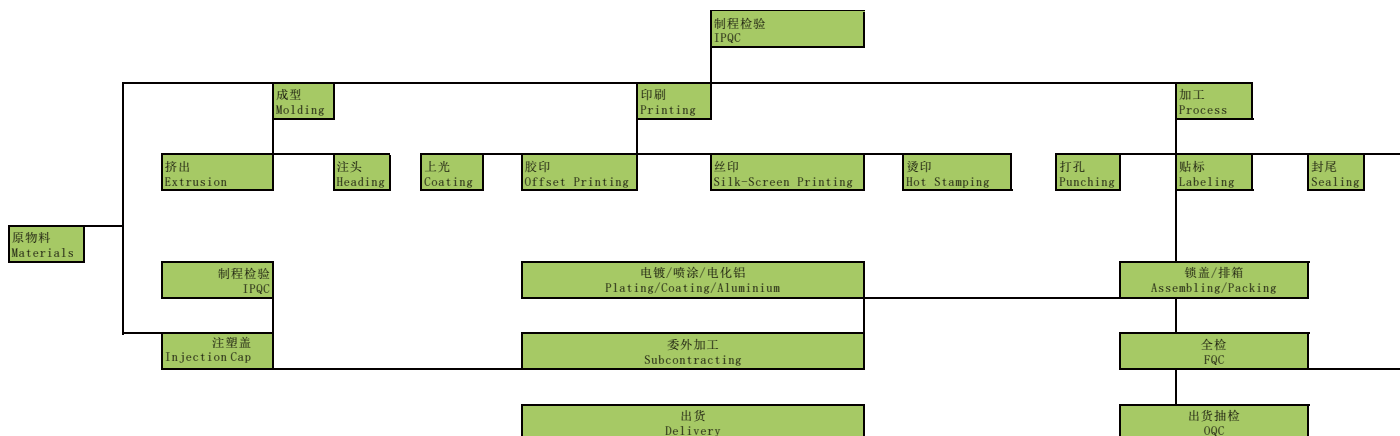 制程检验
IPQC
成型
Molding
印刷
Printing
加工
Process
挤出
Extrusion
注头
Heading
上光
Coating
胶印
Offset Printing
丝印
Silk-Screen Printing
烫印
Hot Stamping
打孔
Punching
贴标
Labeling
封尾
Sealing
原物料
Materials
制程检验
IPQC
电镀/喷涂/电化铝
Plating/Coating/Aluminium
锁盖/排箱
Assembling/Packing
注塑盖
Injection Cap
委外加工
Subcontracting
全检
FQC
出货
Delivery
出货抽检
OQC